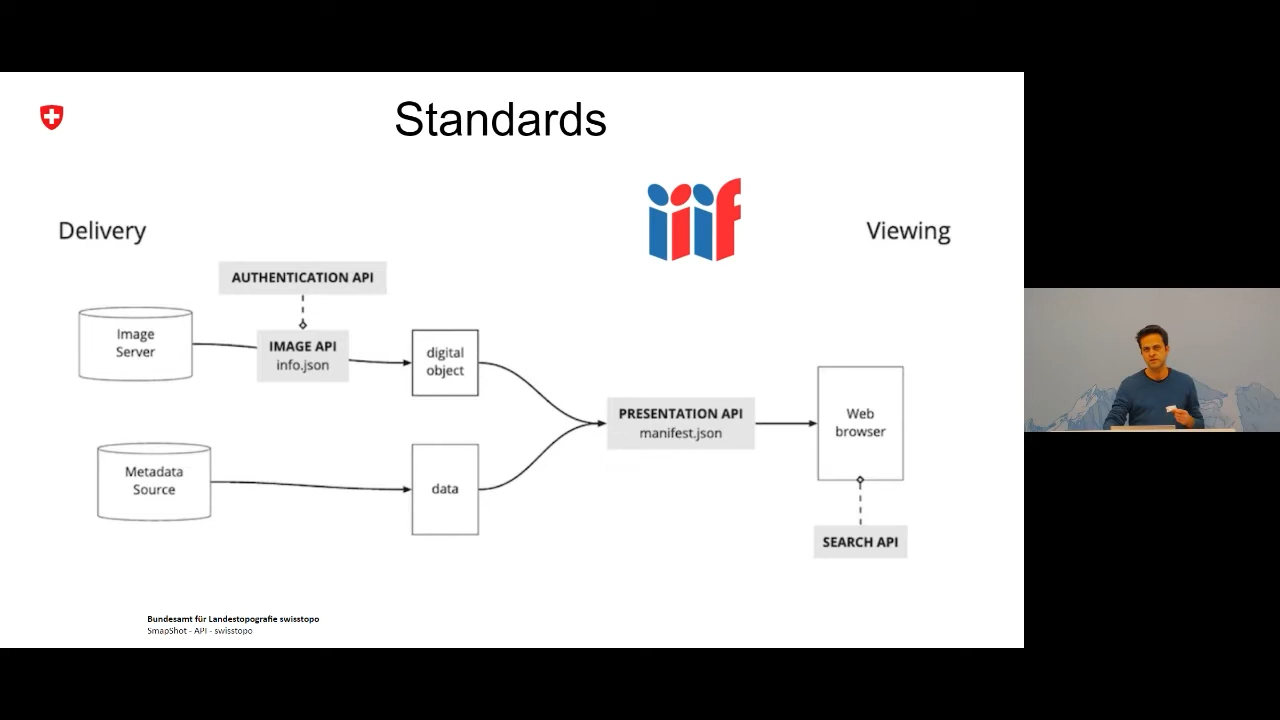 Standards
iiif
Delivery
Viewing
AUTHENTICATION API
Image
Server
IMAGE API
info.json
digital
object
PRESENTATION API
manifest.json
Web
browser
Metadata
Source
data
SEARCH API
Bundesamt für Landestopografie swisstopo
SmapShot - API - swisstopo